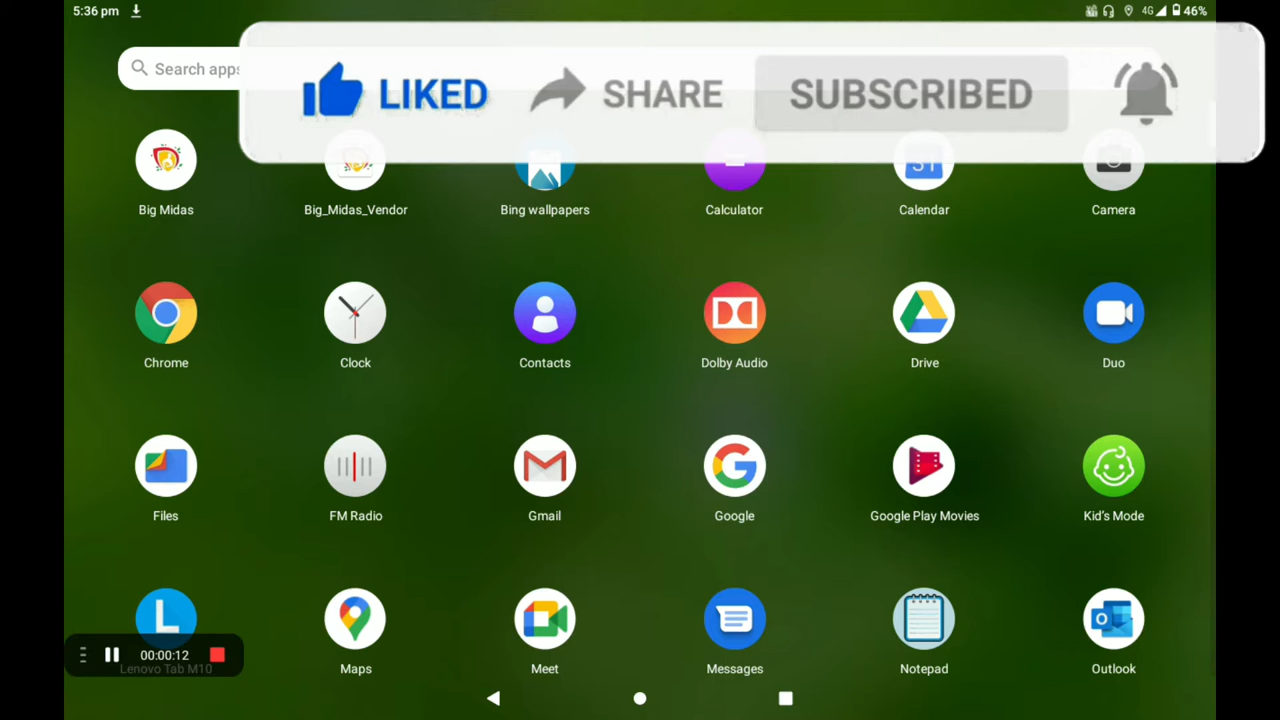 5:36 pm
4G 46%
Search apps
LIKED SHARE SUBSCRIBED
31
Big Midas Big_Midas_Vendor Bing wallpapers Calculator Calendar Camera
Chrome Clock Contacts Dolby Audio Drive Duo
Files FM Radio Gmail Google Google Play Movies Kid's Mode
L
00:00:12
Lenovo Tab M10 Maps Meet Messages Notepad Outlook